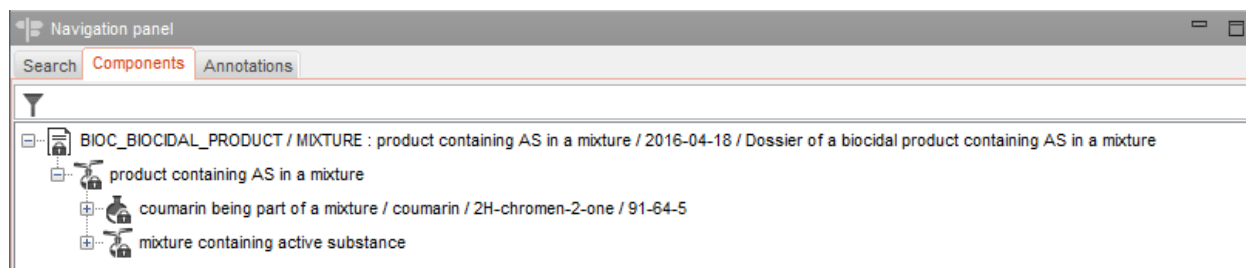 Navigation panel
Search Components Annotations
BIOC_BIOCIDAL_PRODUCT / MIXTURE : product containing AS in a mixture / 2016-04-18 / Dossier of a biocidal product containing AS in a mixture
product containing AS in a mixture
coumarin being part of a mixture / coumarin / 2H-chromen-2-one / 91-64-5
mixture containing active substance